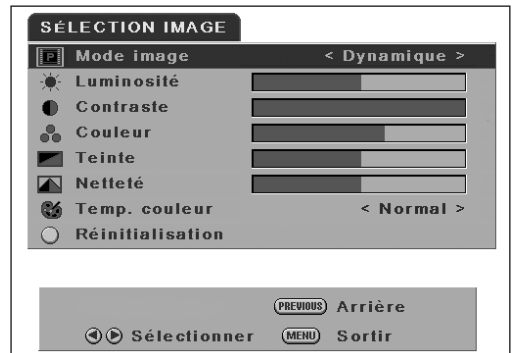 SÉLECTION IMAGE
P Mode image < Dynamique >
Luminosité
Contraste
Couleur
Teinte
Netteté
Temp. couleur < Normal >
Réinitialisation
PREVIOUS Arrière
Sélectionner MENU Sortir